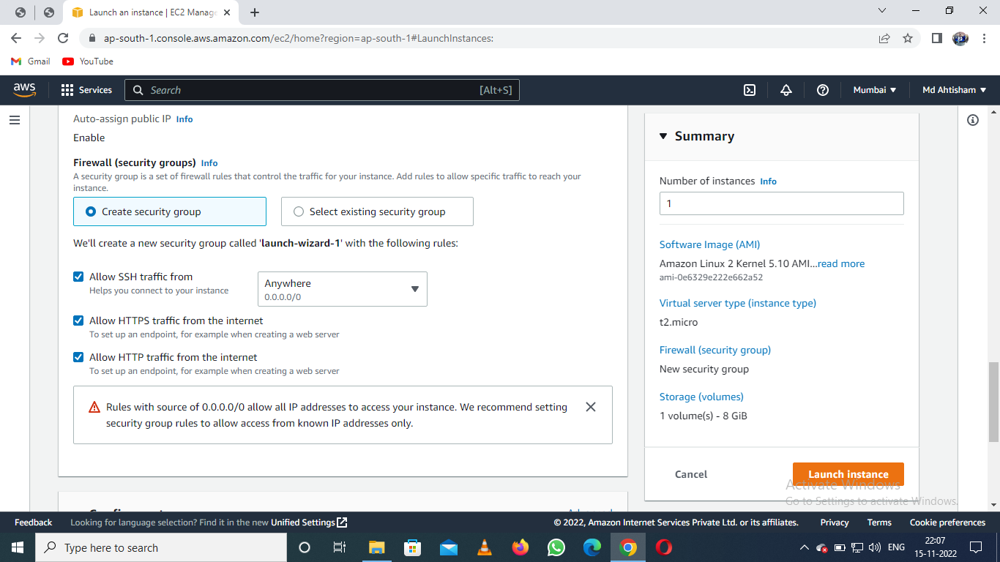 Launch an instance | EC2 Manage
ap-south-1.console.aws.amazon.com/ec2/home?region=ap-south-1#LaunchInstances:
Gmail
YouTube
aws
Services
Search
[Alt+S]
Mumbai
Md Ahtisham
Auto-assign public IP Info
Enable
Firewall (security groups) Info
A security group is a set of firewall rules that control the traffic for your instance. Add rules to allow specific traffic to reach your
instance.
Create security group
Select existing security group
We'll create a new security group called 'launch-wizard-1' with the following rules:
Allow SSH traffic from
Helps you connect to your instance
Anywhere
0.0.0.0/0
Allow HTTPS traffic from the internet
To set up an endpoint, for example when creating a web server
Allow HTTP traffic from the internet
To set up an endpoint, for example when creating a web server
Rules with source of 0.0.0.0/0 allow all IP addresses to access your instance. We recommend setting
security group rules to allow access from known IP addresses only.
Summary
Number of instances Info
1
Software Image (AMI)
Amazon Linux 2 Kernel 5.10 AMI...read more
ami-0e6329e222e662a52
Virtual server type (instance type)
t2.micro
Firewall (security group)
New security group
Storage (volumes)
1 volume(s) - 8 GiB
Cancel
Launch instance
Activate Windows
Go to Settings to activate Windows.
Feedback
Looking for language selection? Find it in the new Unified Settings
© 2022, Amazon Internet Services Private Ltd. or its affiliates.
Privacy
Terms
Cookie preferences
Type here to search
ENG
22:07
15-11-2022